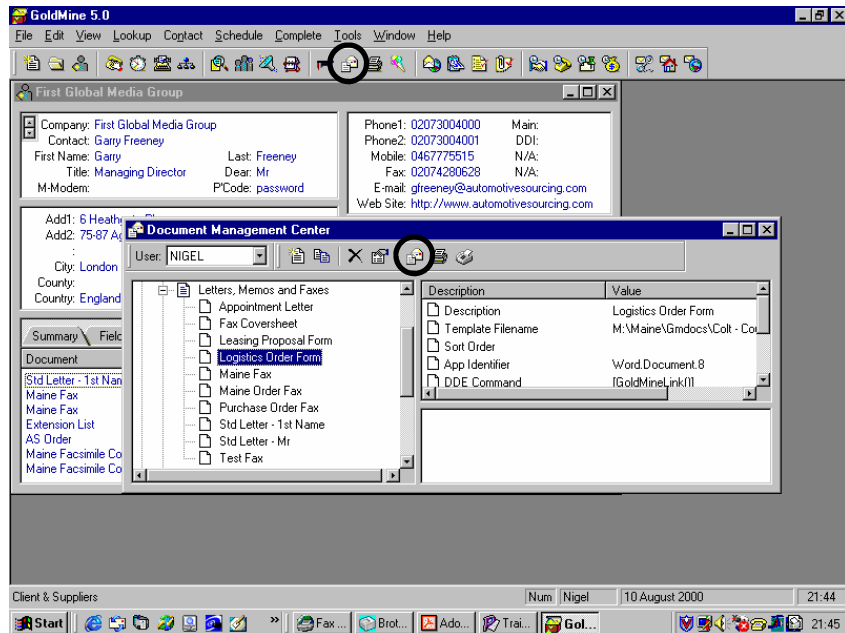 GoldMine 5.0
File Edit View Lookup Contact Schedule Complete Tools Window Help
First Global Media Group
Company: First Global Media Group
Contact: Garry Freeney
First Name: Garry Last: Freeney
Title: Managing Director Dear: Mr
M-Modem: P'Code: password
Phone1: 02073004000 Main:
Phone2: 02073004001 DDI:
Mobile: 0467775515 N/A:
Fax: 02074280628 N/A:
E-mail: gfreeney@automotivesourcing.com
Web Site: http://www.automotivesourcing.com
Add1: 6 Heath
Add2: 75-87 A
:
City: London
County:
Country: England
Summary Field
Document
Std Letter - 1st Nan
Maine Fax
Maine Fax
Extension List
AS Order
Maine Facsimile Co
Maine Facsimile Co
Document Management Center
User: NIGEL
Letters, Memos and Faxes
Appointment Letter
Fax Coversheet
Leasing Proposal Form
Logistics Order Form
Maine Fax
Maine Order Fax
Purchase Order Fax
Std Letter - 1st Name
Std Letter - Mr
Test Fax
Description Value
Description Logistics Order Form
Template Filename M:\Maine\Gmdocs\Colt - Cou
Sort Order
App Identifier Word.Document.8
DDE Command [GoldMineLink()]
Client & Suppliers Num Nigel 10 August 2000 21:44
Start » Fax ... Brot... Ado... Trai... Gol... 21:45